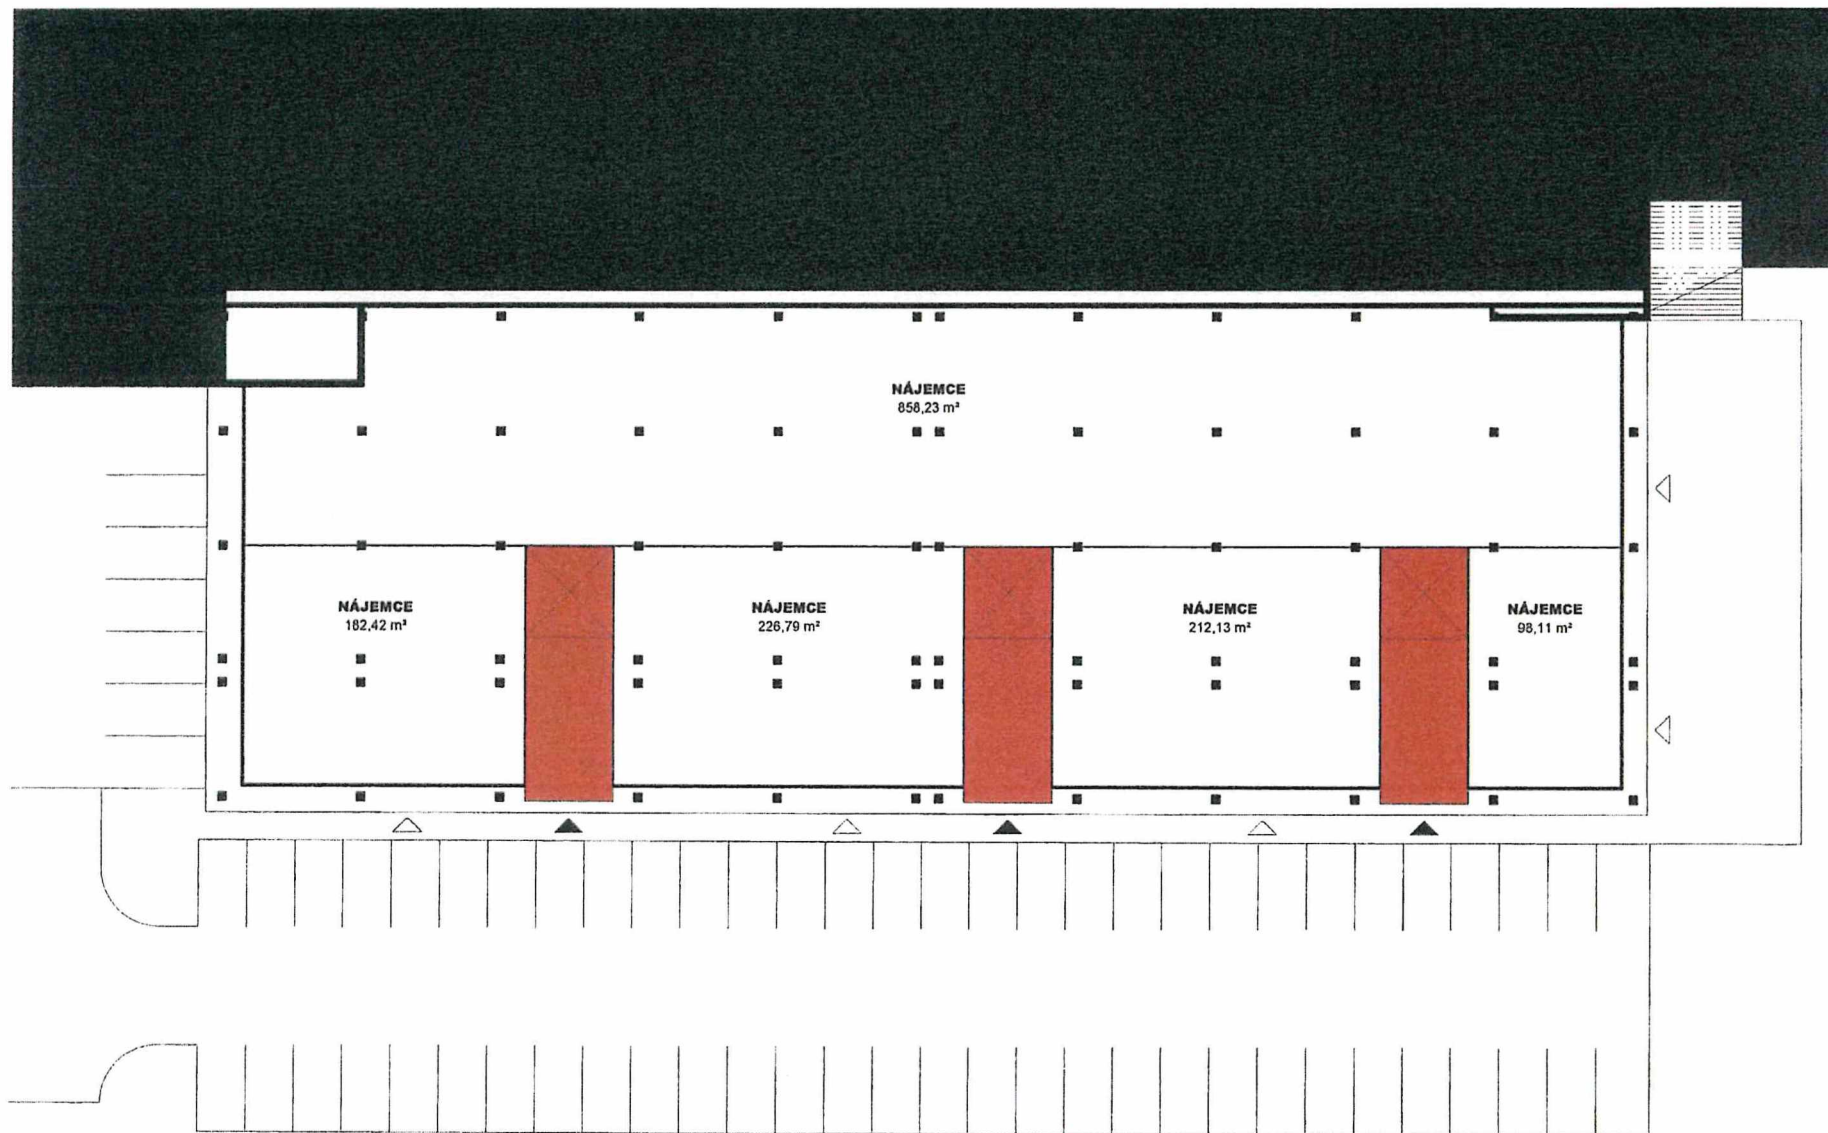 NÁJEMCE
858,23 m²
NÁJEMCE
182,42 m²
NÁJEMCE
226,79 m²
NÁJEMCE
212,13 m²
NÁJEMCE
98,11 m²